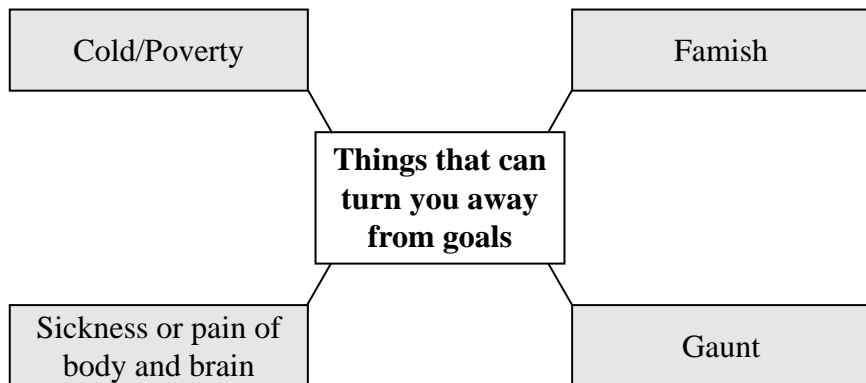 Cold/Poverty
Famish
Things that can
turn you away
from goals
Sickness or pain of
body and brain
Gaunt